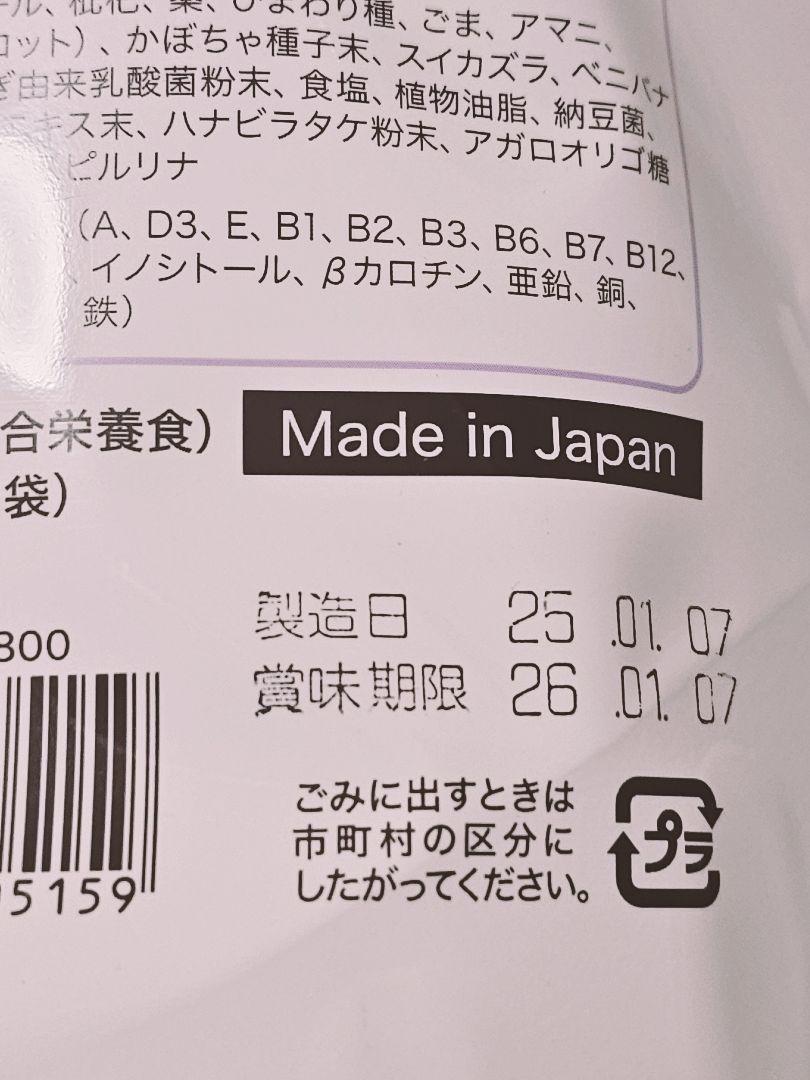 ール、枇杷、粟、ひまわり種、ごま、アマニ、
コット)、かぼちゃ種子末、スイカズラ、ベニバナ
ぎ由来乳酸菌粉末、食塩、植物油脂、納豆菌、
キス末、ハナビラタケ粉末、アガロオリゴ糖
ピルリナ
(A、D3、E、B1、B2、B3、B6、B7、B12、
、イノシトール、βカロチン、亜鉛、銅、
鉄)
合栄養食)
袋)
Made in Japan
製造日 25.01.07
賞味期限 26.01.07
800
5159
ごみに出すときは
市町村の区分に
したがってください。
プラ